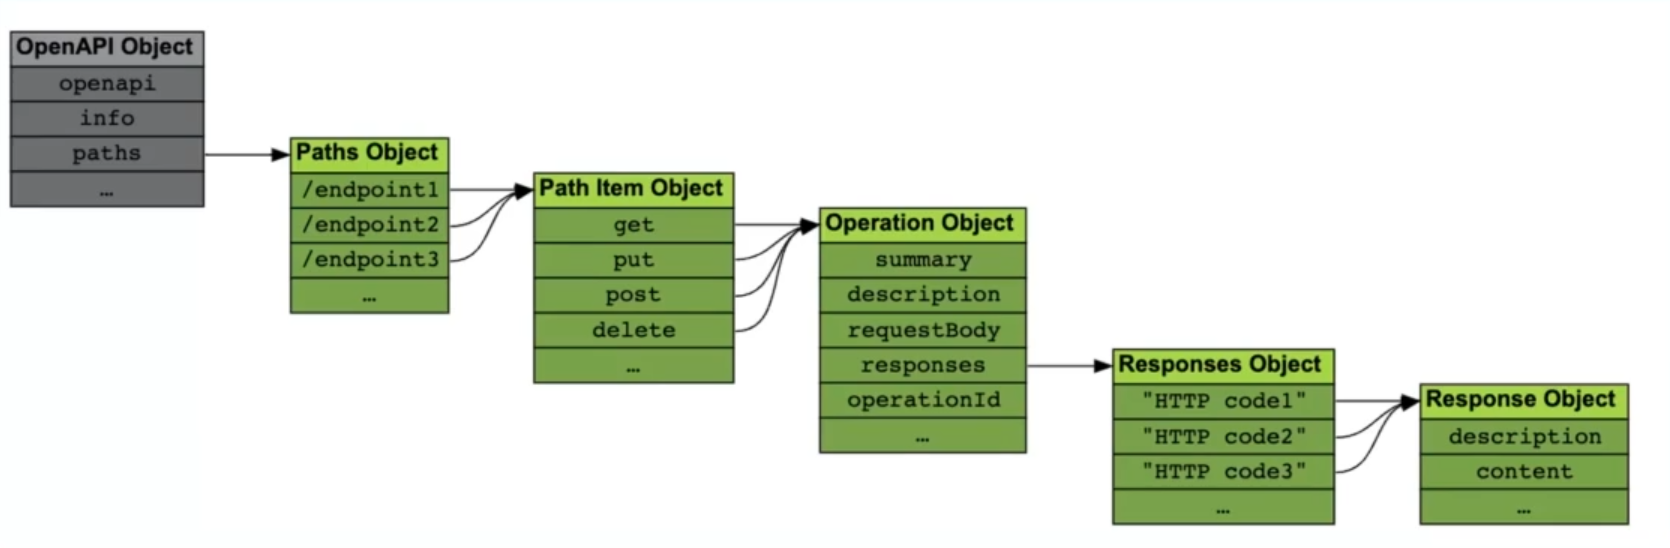 OpenAPI Object
openapi
info
paths
…
Paths Object
/endpoint1
/endpoint2
/endpoint3
…
Path Item Object
get
put
post
delete
…
Operation Object
summary
description
requestBody
responses
operationId
…
Responses Object
"HTTP code1"
"HTTP code2"
"HTTP code3"
…
Response Object
description
content
…